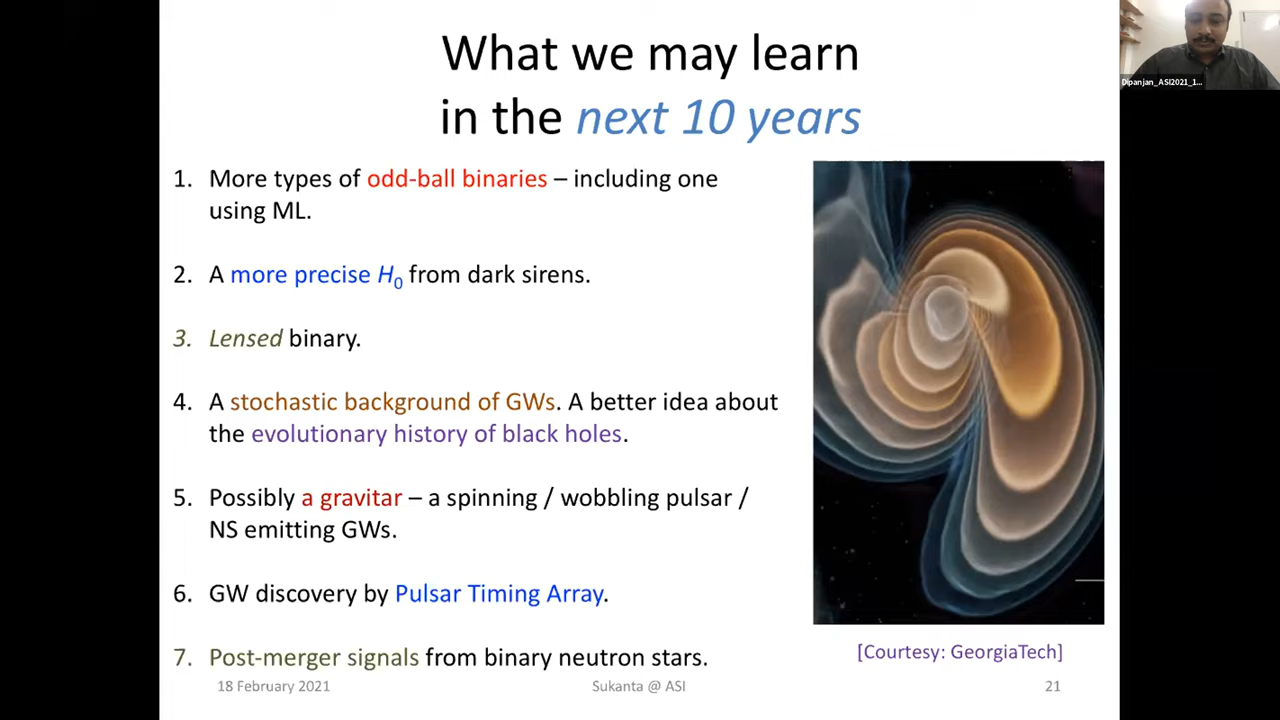 What we may learn
in the next 10 years
1. More types of odd-ball binaries – including one
using ML.
2. A more precise H0 from dark sirens.
3. Lensed binary.
4. A stochastic background of GWs. A better idea about
the evolutionary history of black holes.
5. Possibly a gravitar – a spinning / wobbling pulsar /
NS emitting GWs.
6. GW discovery by Pulsar Timing Array.
7. Post-merger signals from binary neutron stars.
[Courtesy: GeorgiaTech]
18 February 2021
Sukanta @ ASI
21
Dipanjan_ASI2021_1...